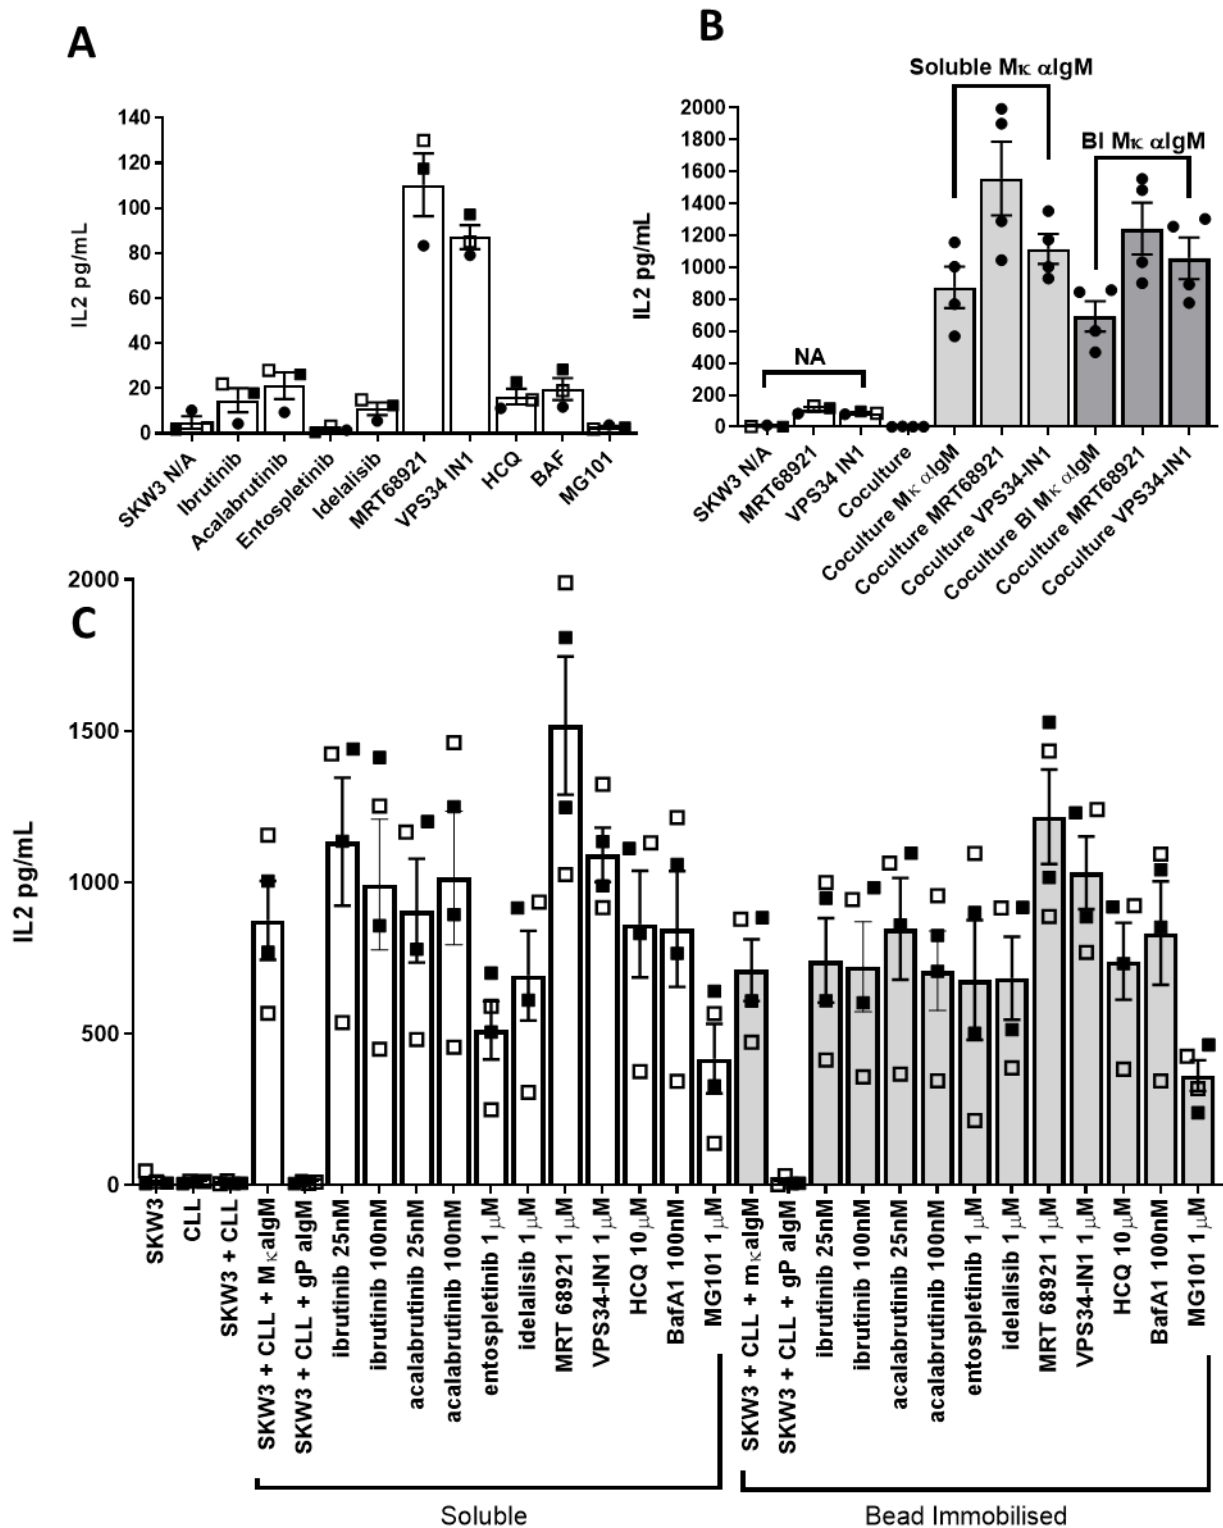 A
IL2 pg/mL
140
120
100
80
60
40
20
0
SKW3 N/A
Ibrutinib
Acalabrutinib
Entospletinib
Idelalisib
MRT68921
VPS34 IN1
HCQ
BAF
MG101
B
Soluble Mκ αIgM
BI Mκ αIgM
NA
IL2 pg/mL
2000
1800
1600
1400
1200
1000
800
600
400
200
0
SKW3 N/A
MRT68921
VPS34 IN1
Coculture
Coculture Mκ αIgM
Coculture MRT68921
Coculture VPS34-IN1
Coculture BI Mκ αIgM
Coculture MRT68921
Coculture VPS34-IN1
C
IL2 pg/mL
2000
1500
1000
500
0
SKW3
CLL
SKW3 + CLL
SKW3 + CLL + MκaIgM
SKW3 + CLL + gP aIgM
ibrutinib 25nM
ibrutinib 100nM
acalabrutinib 25nM
acalabrutinib 100nM
entospletinib 1 μM
idelalisib 1 μM
MRT 68921 1 μM
VPS34-IN1 1 μM
HCQ 10 μM
BafA1 100nM
MG101 1 μM
SKW3 + CLL + mκaIgM
SKW3 + CLL + gP aIgM
ibrutinib 25nM
ibrutinib 100nM
acalabrutinib 25nM
acalabrutinib 100nM
entospletinib 1 μM
idelalisib 1 μM
MRT 68921 1 μM
VPS34-IN1 1 μM
HCQ 10 μM
BafA1 100nM
MG101 1 μM
Soluble
Bead Immobilised